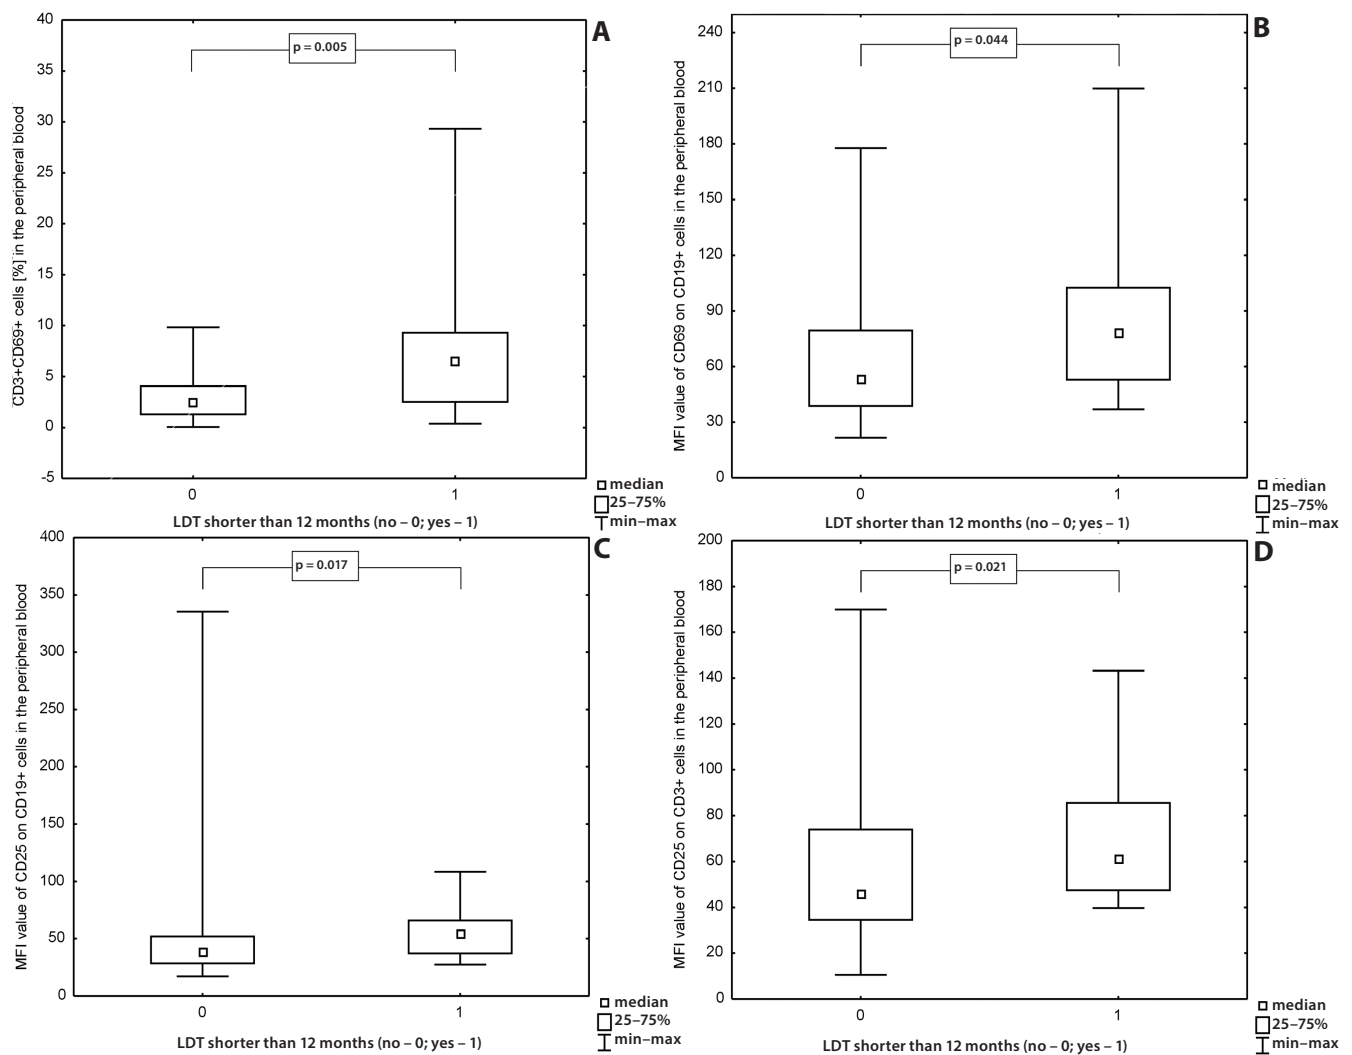 A
p = 0.005
CD3+CD69+ cells [%] in the peripheral blood
40
35
30
25
20
15
10
5
0
-5
0 1
LDT shorter than 12 months (no – 0; yes – 1)
median
25–75%
min–max
B
p = 0.044
MFI value of CD69 on CD19+ cells in the peripheral blood
240
210
180
150
120
90
60
30
0
0 1
LDT shorter than 12 months (no – 0; yes – 1)
median
25–75%
min–max
C
p = 0.017
MFI value of CD25 on CD19+ cells in the peripheral blood
400
350
300
250
200
150
100
50
0
0 1
LDT shorter than 12 months (no – 0; yes – 1)
median
25–75%
min–max
D
p = 0.021
MFI value of CD25 on CD3+ cells in the peripheral blood
200
180
160
140
120
100
80
60
40
20
0
0 1
LDT shorter than 12 months (no – 0; yes – 1)
median
25–75%
min–max